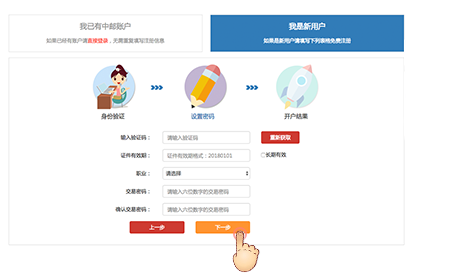 我已有中邮账户
如果已经有账户请直接登录，无需重复填写注册信息
我是新用户
如果是新用户请填写下列表格免费注册
身份验证
设置密码
开户结果
输入验证码：
请输入验证码
重新获取
证件有效期：
证件有效期格式：20180101
长期有效
职业：
请选择
交易密码：
请输入六位数字的交易密码
确认交易密码：
请输入六位数字的交易密码
上一步
下一步